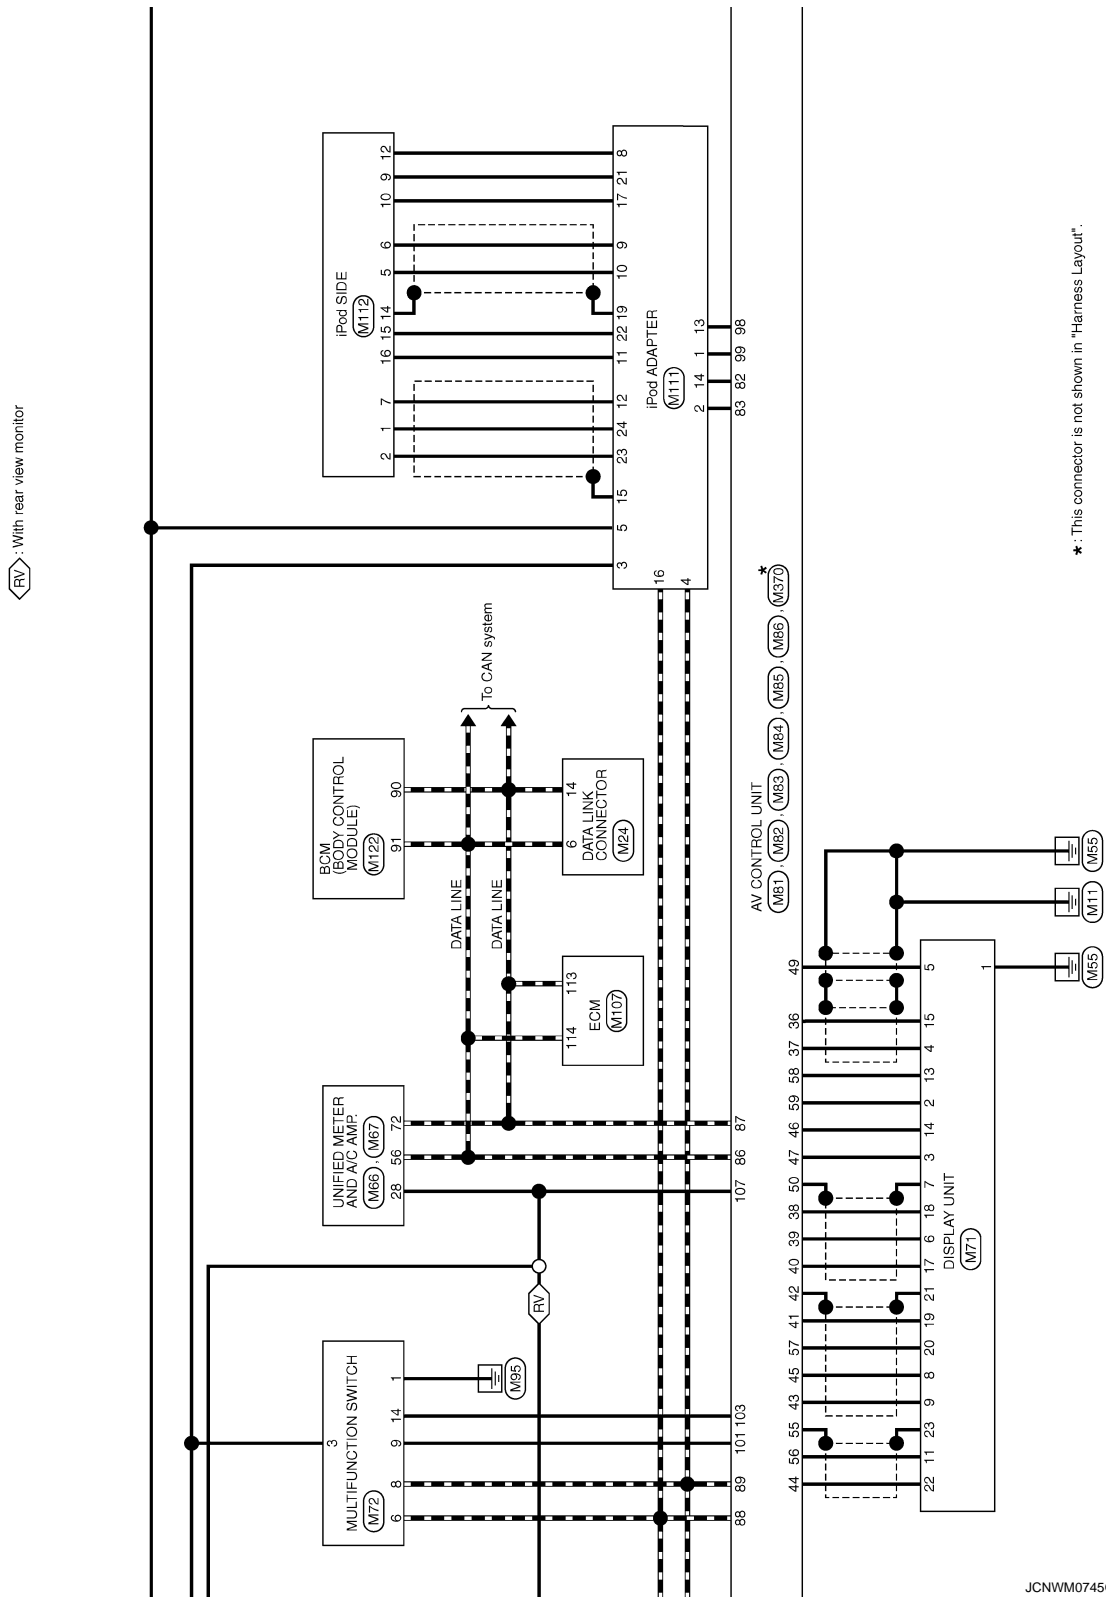 RV : With rear view monitor
3
MULTIFUNCTION SWITCH
M72
6 8 9 14 1
M95
RV
UNIFIED METER
AND A/C AMP.
M66 , M67
28 56 72
BCM
(BODY CONTROL
MODULE)
M122
91 90
DATA LINE
DATA LINE
To CAN system
114 113
ECM
M107
6 14
DATA LINK
CONNECTOR
M24
iPod SIDE
M112
2 1 7 16 15 14 5 6 10 9 12
3 5 15 23 24 12 11 22 19 10 9 17 21 8
16
4
iPod ADAPTER
M111
2 14 1 13
88 89 101 103 107 86 87 83 82 99 98
AV CONTROL UNIT
M81 , M82 , M83 , M84 , M85 , M86 , M370 *
44 56 55 43 45 57 41 42 40 39 38 50 47 46 59 58 37 36 49
22 11 23 9 8 20 19 21 17 6 18 7 3 14 2 13 4 15 5
DISPLAY UNIT
M71
1
M55 M11 M55
* : This connector is not shown in "Harness Layout".
JCNWM0745